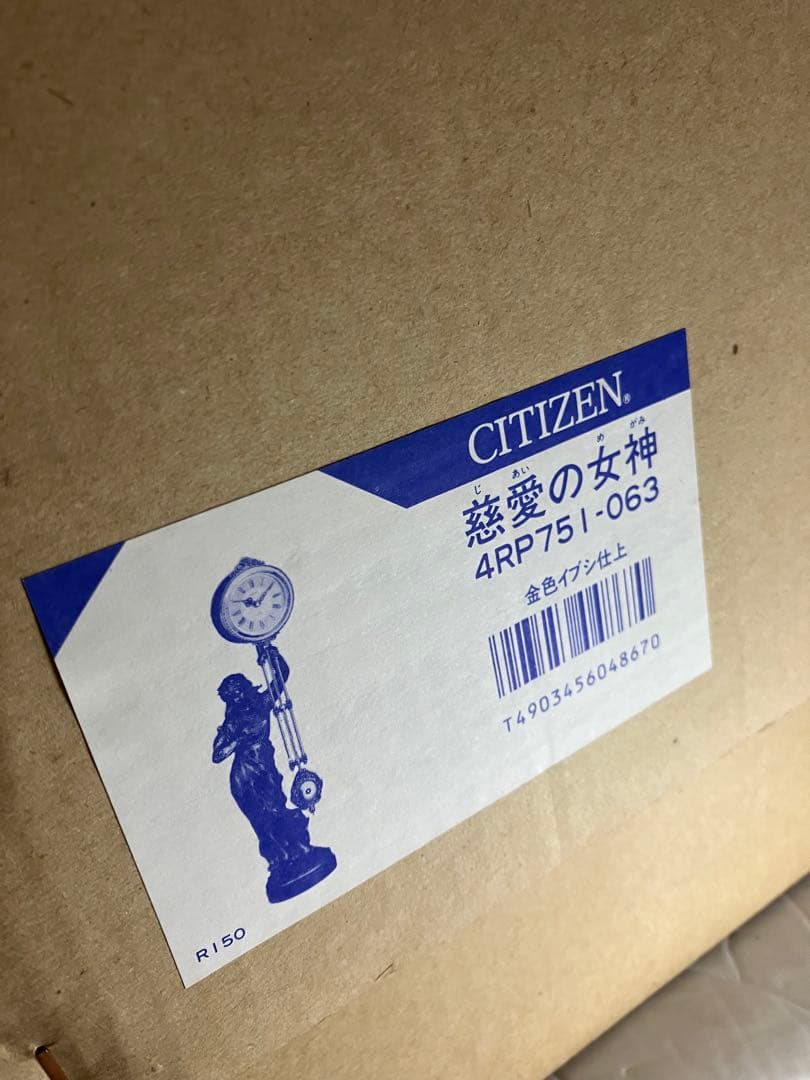 CITIZEN®
じ あい め がみ
慈愛の女神
4RP751-063
金色イブシ仕上
T4903456048670
R150